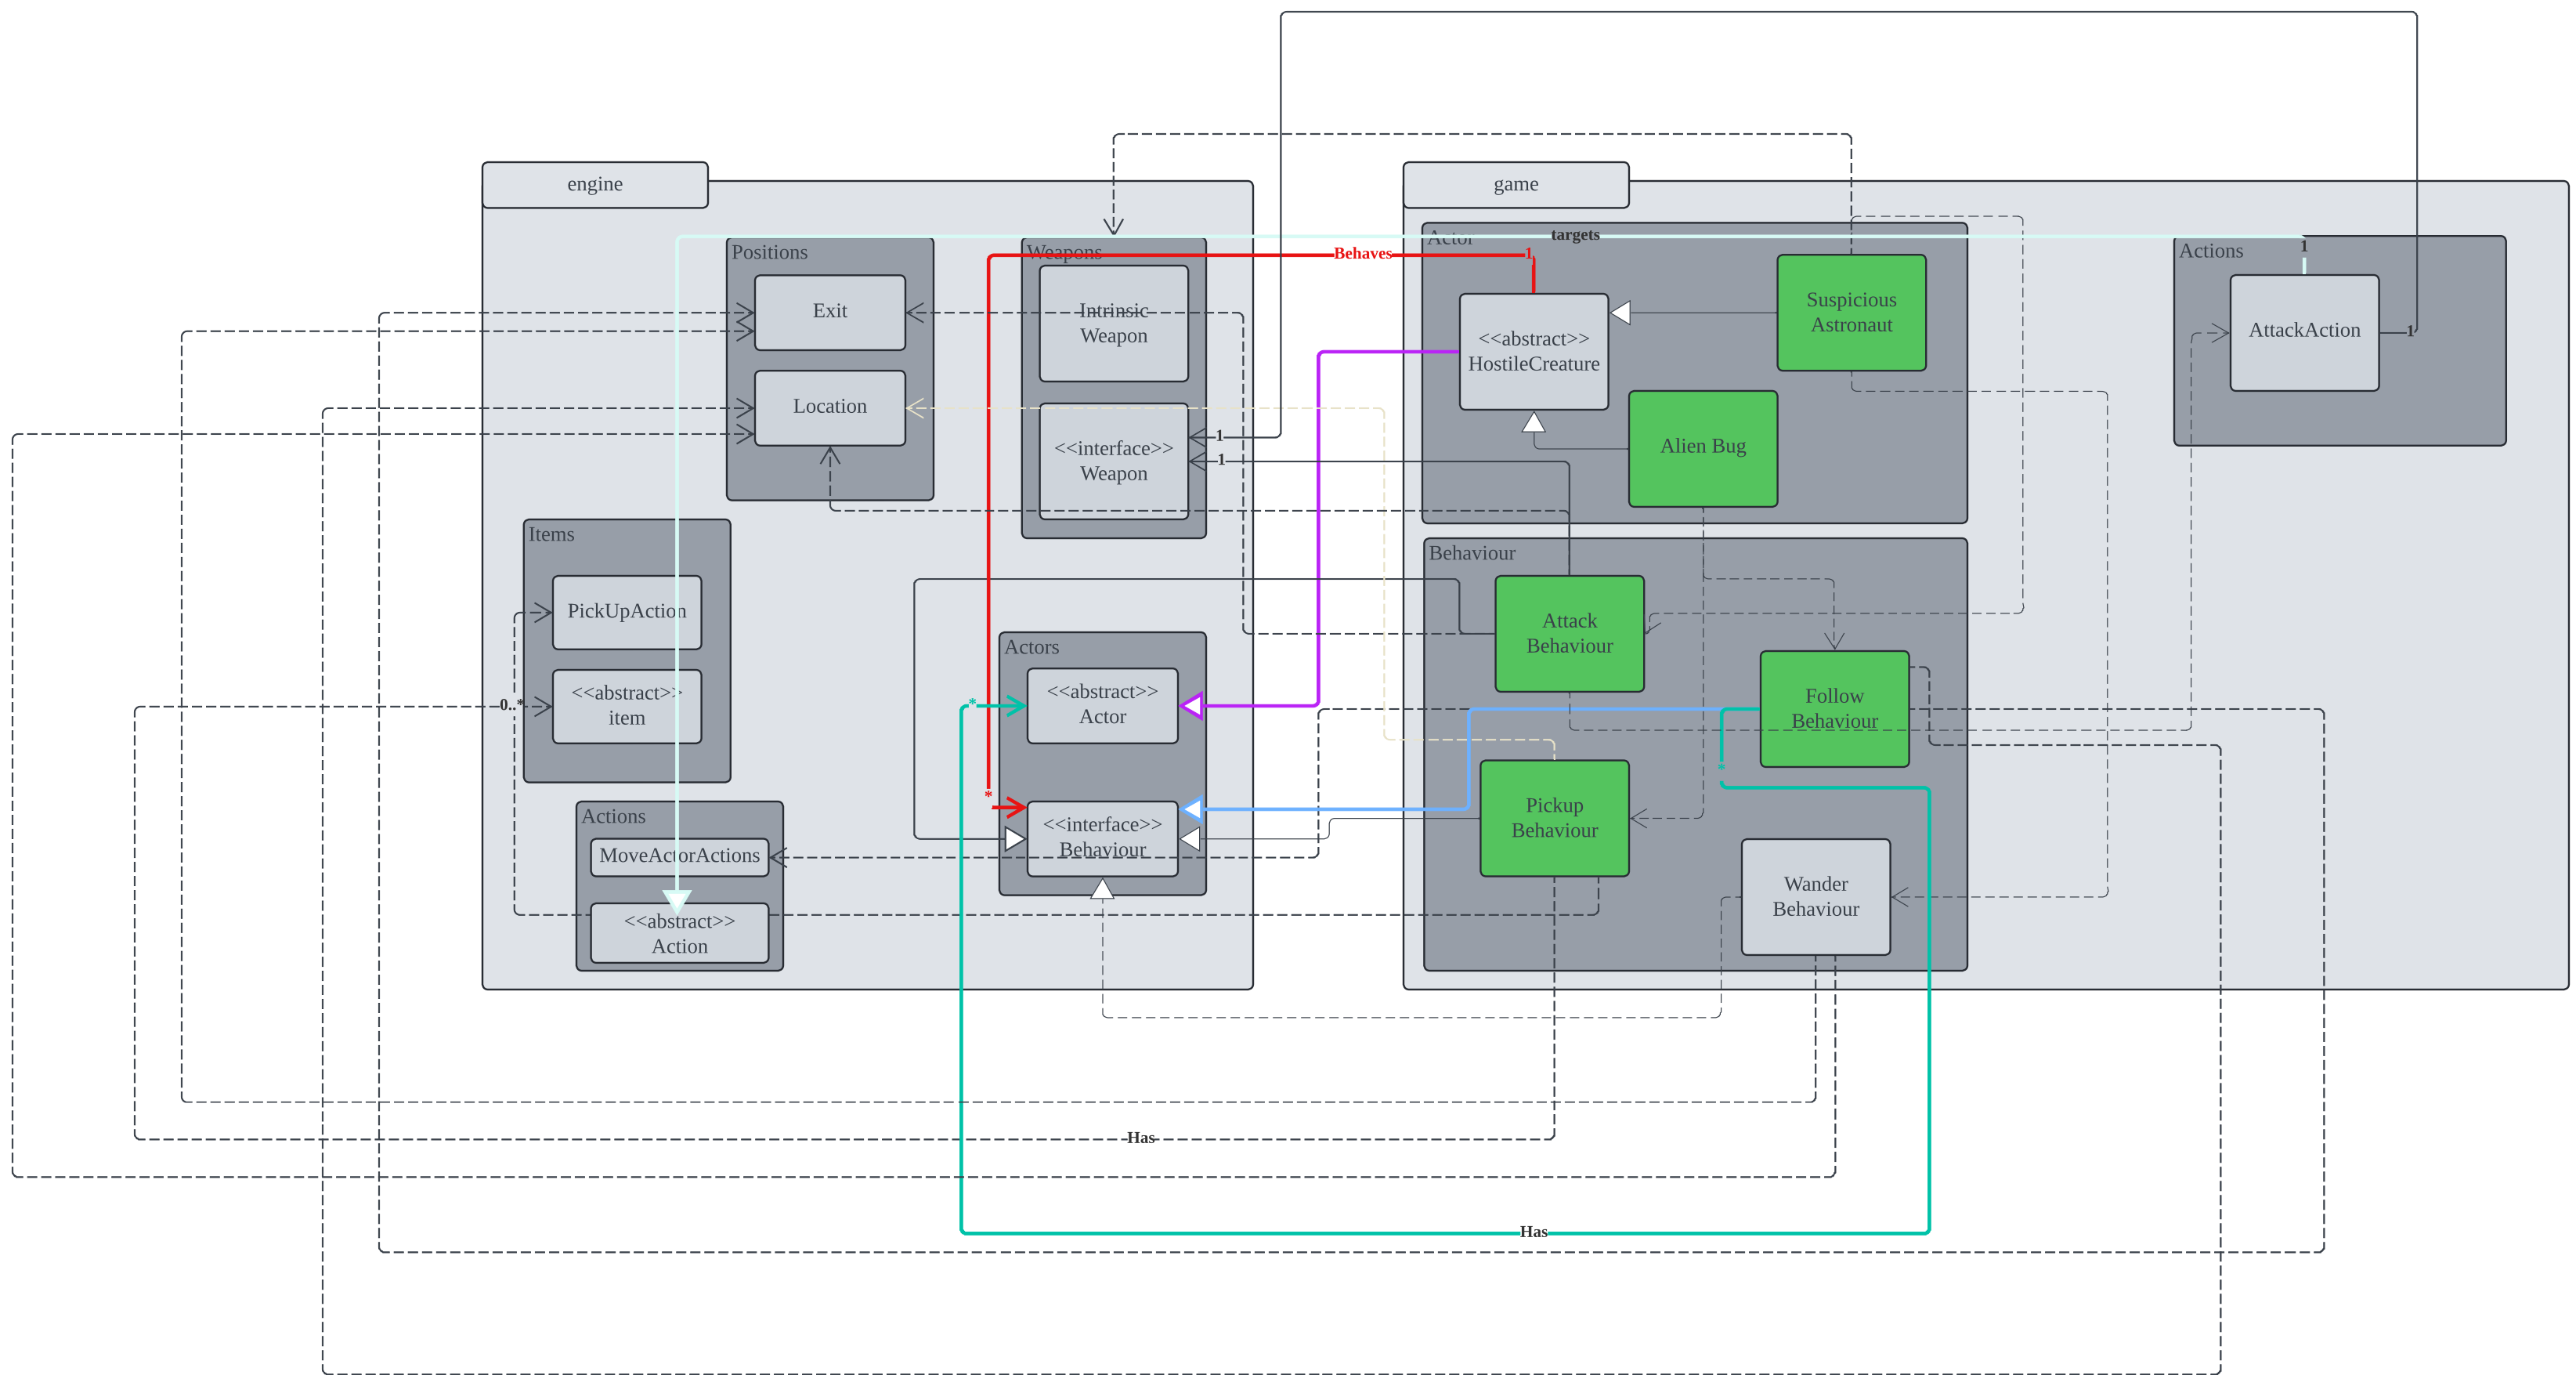 engine
game
targets
Actor
1
Positions
Weapons
Behaves
1
Actions
Exit
Intrinsic
Weapon
Suspicious
Astronaut
<<abstract>>
HostileCreature
AttackAction
1
Location
1
<<interface>>
Weapon
1
Alien Bug
Items
Behaviour
PickUpAction
Attack
Behaviour
Actors
<<abstract>>
item
0..*
*
<<abstract>>
Actor
Follow
Behaviour
*
*
Actions
MoveActorActions
<<interface>>
Behaviour
Pickup
Behaviour
<<abstract>>
Action
Wander
Behaviour
Has
Has